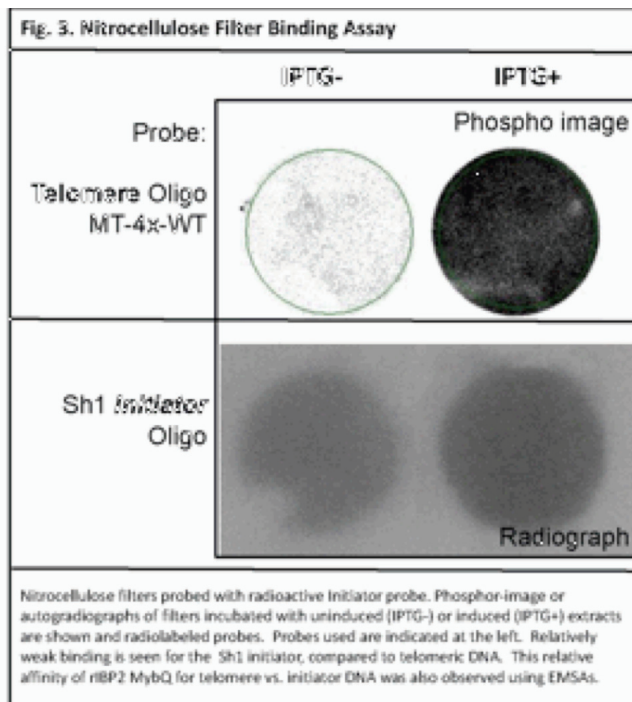 Fig. 3. Nitrocellulose Filter Binding Assay
IPTG- IPTG+
Probe:
Phospho image
Telomere Oligo
MT-4x-WT
Sh1 initiator
Oligo
Radiograph
Nitrocellulose filters probed with radioactive Initiator probe. Phosphor-image or
autogradiographs of filters incubated with uninduced (IPTG-) or induced (IPTG+) extracts
are shown and radiolabeled probes. Probes used are indicated at the left. Relatively
weak binding is seen for the Sh1 initiator, compared to telomeric DNA. This relative
affinity of rIBP2 MybQ for telomere vs. initiator DNA was also observed using EMSAs.